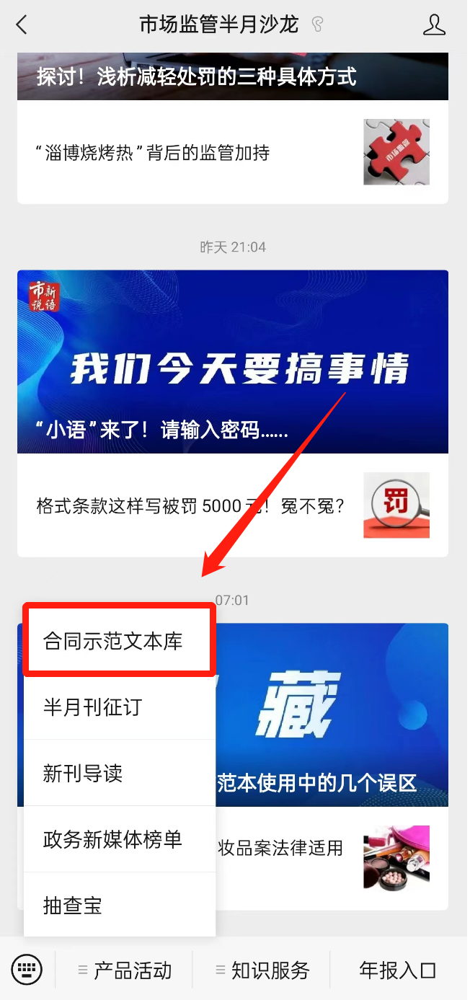 市场监管半月沙龙
探讨！浅析减轻处罚的三种具体方式
“淄博烧烤热”背后的监管加持
市场监管
昨天 21:04
市新
说语
我们今天要搞事情
“小语”来了！请输入密码……
格式条款这样写被罚 5000 元！冤不冤？
罚
07:01
藏
范本使用中的几个误区
妆品案法律适用
合同示范文本库
半月刊征订
新刊导读
政务新媒体榜单
抽查宝
产品活动
知识服务
年报入口